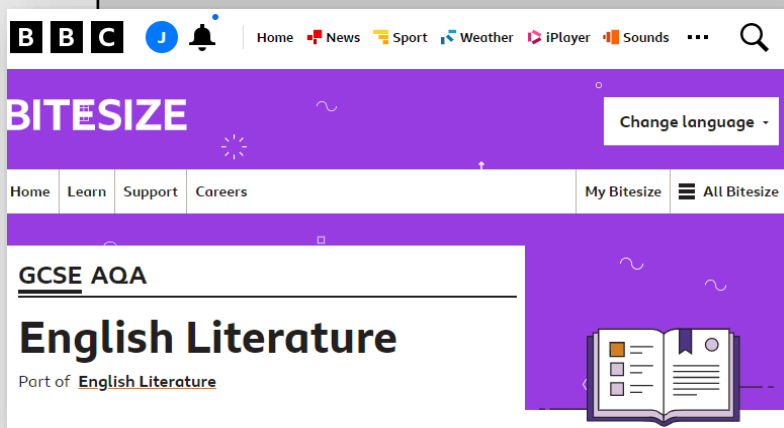 BBC J Home News Sport Weather iPlayer Sounds
BITESIZE
Change language
Home Learn Support Careers My Bitesize All Bitesize
GCSE AQA
English Literature
Part of English Literature